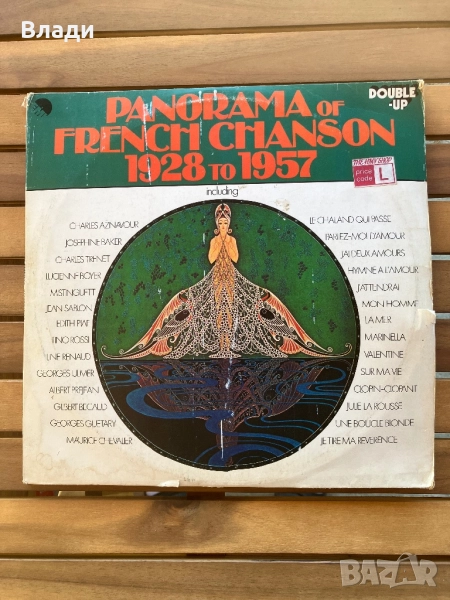 Влади
PANORAMA OF
FRENCH CHANSON
1928 TO 1957
DOUBLE
-UP
THE VINYL SHOP
price
code
L
including
CHARLES AZNAVOUR
JOSEPHINE BAKER
CHARLES TRENET
LUCIENNE BOYER
MISTINGUETT
JEAN SABLON
EDITH PIAF
TINO ROSSI
LINE RENAUD
GEORGES ULMER
ALBERT PREJEAN
GILBERT BECAUD
GEORGES GUETARY
MAURICE CHEVALIER
LE CHALAND QUI PASSE
PARLEZ-MOI D'AMOUR
J'AI DEUX AMOURS
HYMNE A L'AMOUR
J'ATTENDRAI
MON HOMME
LA MER
MARINELLA
VALENTINE
SUR MA VIE
CLOPIN-CLOPANT
JULIE LA ROUSSE
UNE BOUCLE BLONDE
JE TIRE MA REVERENCE
BAZAR